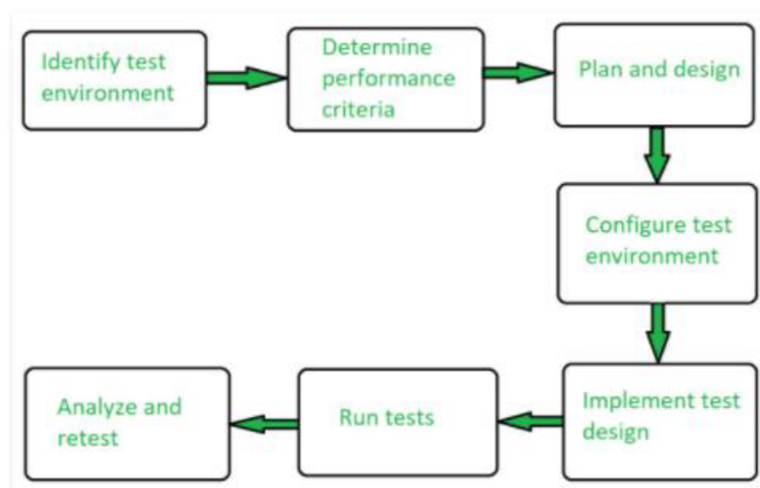 Identify test
environment
Determine
performance
criteria
Plan and design
Configure test
environment
Implement test
design
Run tests
Analyze and
retest